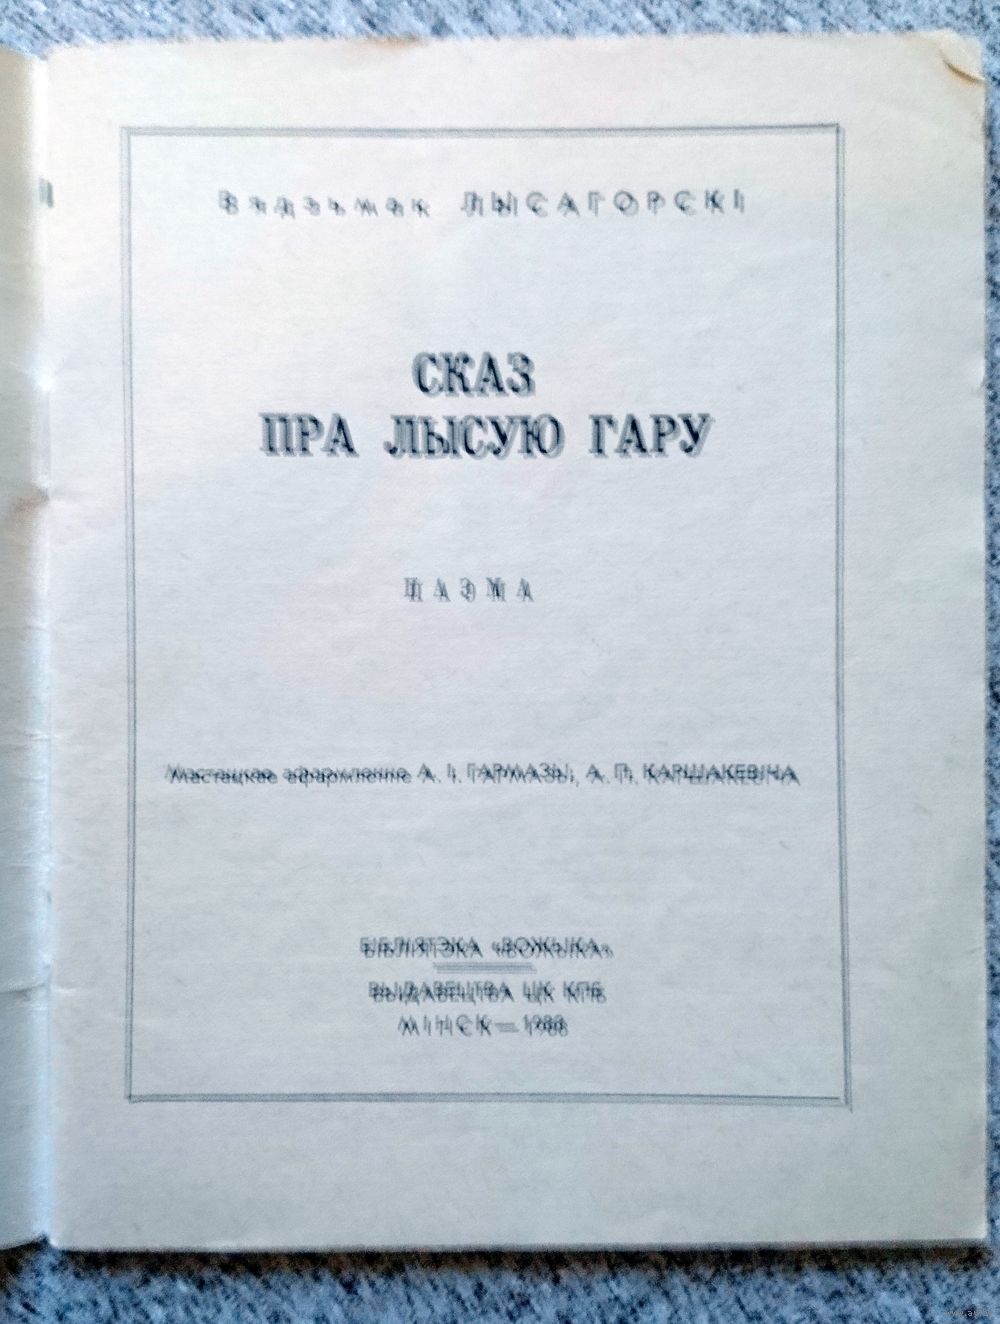 Вядзьмак ЛЫСАГОРСКІ
СКАЗ
ПРА ЛЫСУЮ ГАРУ
ПАЭМА
Мастацкае афармленне А. І. ГАРМАЗЫ, А. П. КАРШАКЕВІЧА
БІБЛІЯТЭКА «ВОЖЫКА»
ВЫДАВЕЦТВА ЦК КПБ
МІНСК — 1988